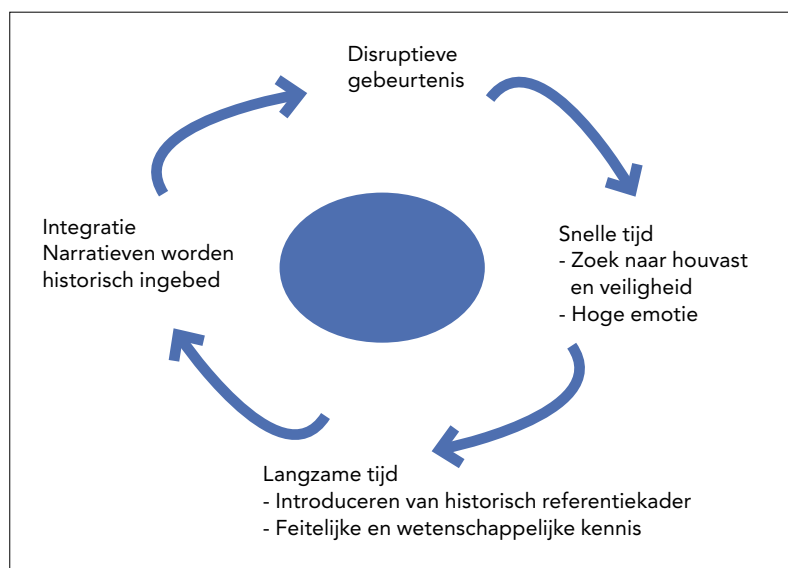 Disruptieve
gebeurtenis
Snelle tijd
- Zoek naar houvast
en veiligheid
- Hoge emotie
Langzame tijd
- Introduceren van historisch referentiekader
- Feitelijke en wetenschappelijke kennis
Integratie
Narratieven worden
historisch ingebed